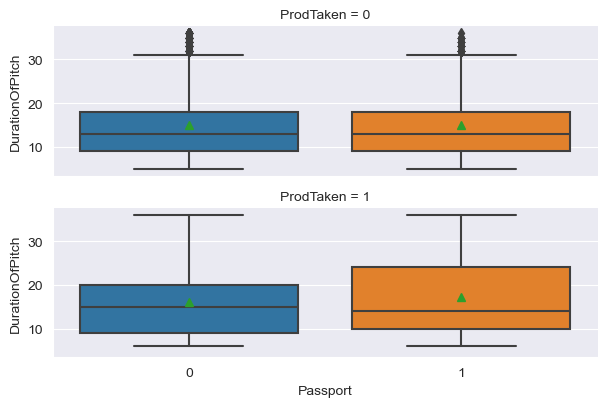 ProdTaken = 0
DurationOfPitch
30
20
10
ProdTaken = 1
DurationOfPitch
30
20
10
0 1
Passport